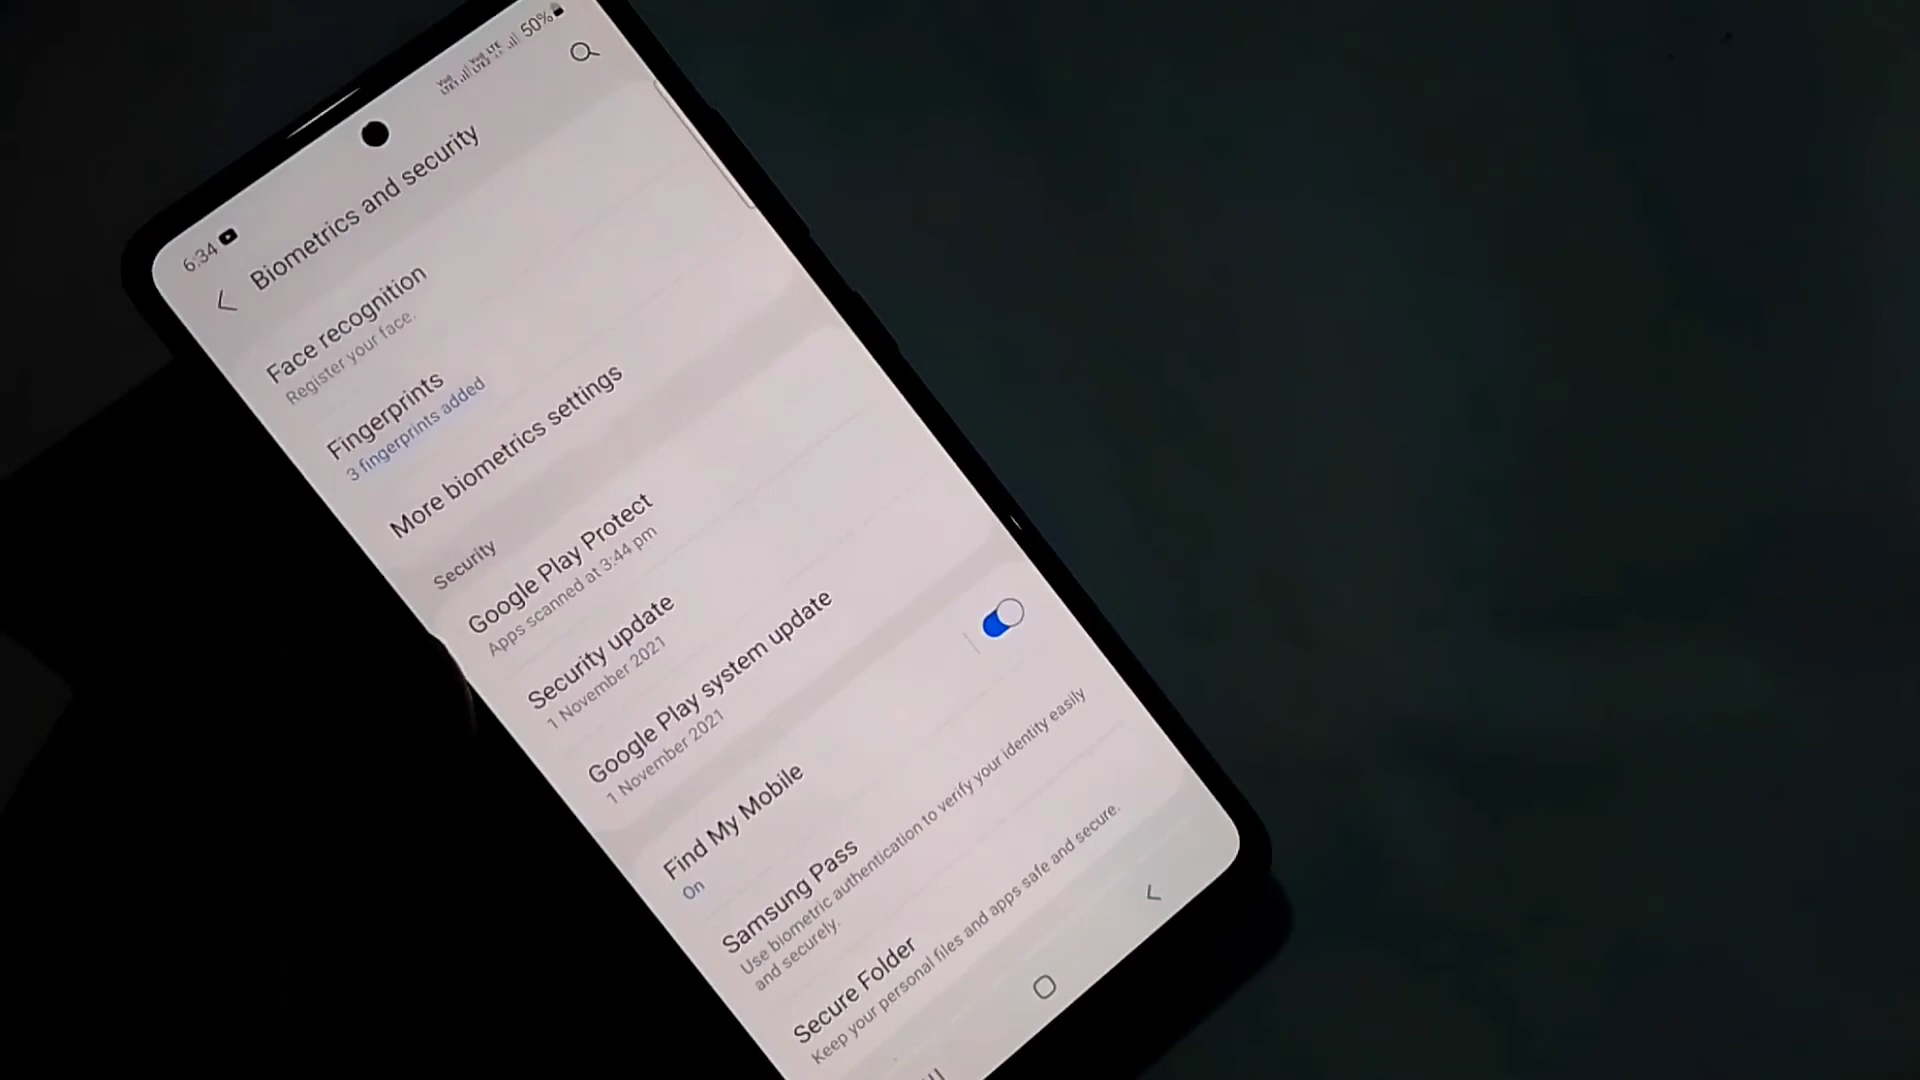 6:34
50%
Biometrics and security
Face recognition
Register your face.
Fingerprints
3 fingerprints added
More biometrics settings
Security
Google Play Protect
Apps scanned at 3:44 pm
Security update
1 November 2021
Google Play system update
1 November 2021
Find My Mobile
On
Samsung Pass
Use biometric authentication to verify your identity easily
and securely.
Secure Folder
Keep your personal files and apps safe and secure.